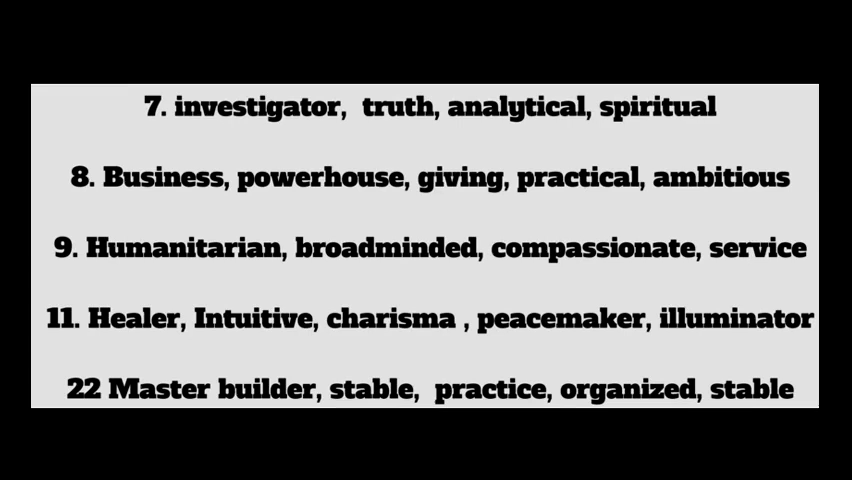 7. investigator, truth, analytical, spiritual
8. Business, powerhouse, giving, practical, ambitious
9. Humanitarian, broadminded, compassionate, service
11. Healer, Intuitive, charisma , peacemaker, illuminator
22 Master builder, stable, practice, organized, stable